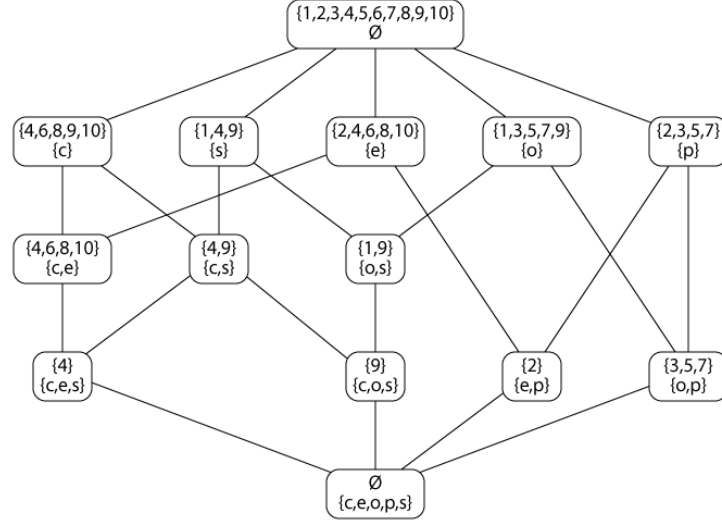 {1,2,3,4,5,6,7,8,9,10}
Ø
{4,6,8,9,10}
{c}
{1,4,9}
{s}
{2,4,6,8,10}
{e}
{1,3,5,7,9}
{o}
{2,3,5,7}
{p}
{4,6,8,10}
{c,e}
{4,9}
{c,s}
{1,9}
{o,s}
{4}
{c,e,s}
{9}
{c,o,s}
{2}
{e,p}
{3,5,7}
{o,p}
Ø
{c,e,o,p,s}